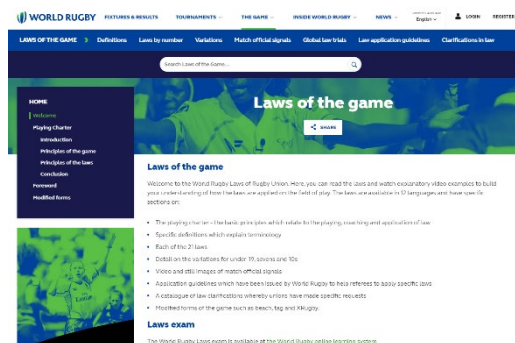 WORLD RUGBY FIXTURES & RESULTS TOURNAMENTS THE GAME INSIDE WORLD RUGBY NEWS English LOGIN REGISTER
LAWS OF THE GAME Definitions Laws by number Variations Match official signals Global law trials Law application guidelines Clarifications in law
Search Laws of the Game...
HOME
Welcome
Playing Charter
Introduction
Principles of the game
Principles of the laws
Conclusion
Foreword
Modified forms
Laws of the game
SHARE
Laws of the game
Welcome to the World Rugby Laws of Rugby Union. Here, you can read the laws and watch explanatory video examples to build
your understanding of how the laws are applied on the field of play. The laws are available in 12 languages and have specific
sections on:
• The playing charter – the basic principles which relate to the playing, coaching and application of law
• Specific definitions which explain terminology
• Each of the 21 laws
• Detail on the variations for under 19, sevens and 10s
• Video and still images of match official signals
• Application guidelines which have been issued by World Rugby to help referees to apply specific laws
• A catalogue of law clarifications whereby unions have made specific requests
• Modified forms of the game such as beach, tag and XRugby.
Laws exam
The World Rugby Laws exam is available at the World Rugby online learning system